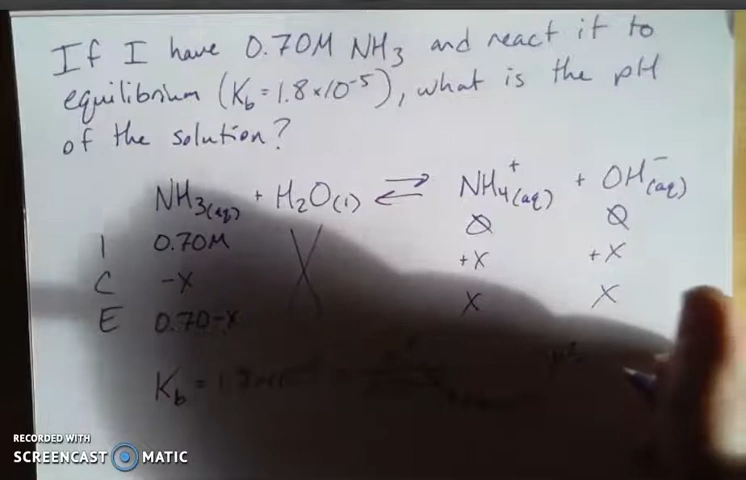 If I have 0.70M NH₃ and react it to
equilibrium (Kb = 1.8×10⁻⁵), what is the pH
of the solution?
NH₃(aq) + H₂O(l) ⇌ NH₄⁺(aq) + OH⁻(aq)
I 0.70M Ø Ø
C -X +X +X
E 0.70-X X X
Kb =
RECORDED WITH
SCREENCAST MATIC